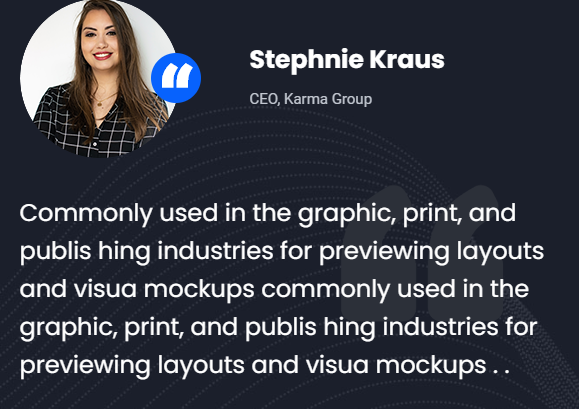 Stephnie Kraus
CEO, Karma Group
Commonly used in the graphic, print, and
publis hing industries for previewing layouts
and visua mockups commonly used in the
graphic, print, and publis hing industries for
previewing layouts and visua mockups . .